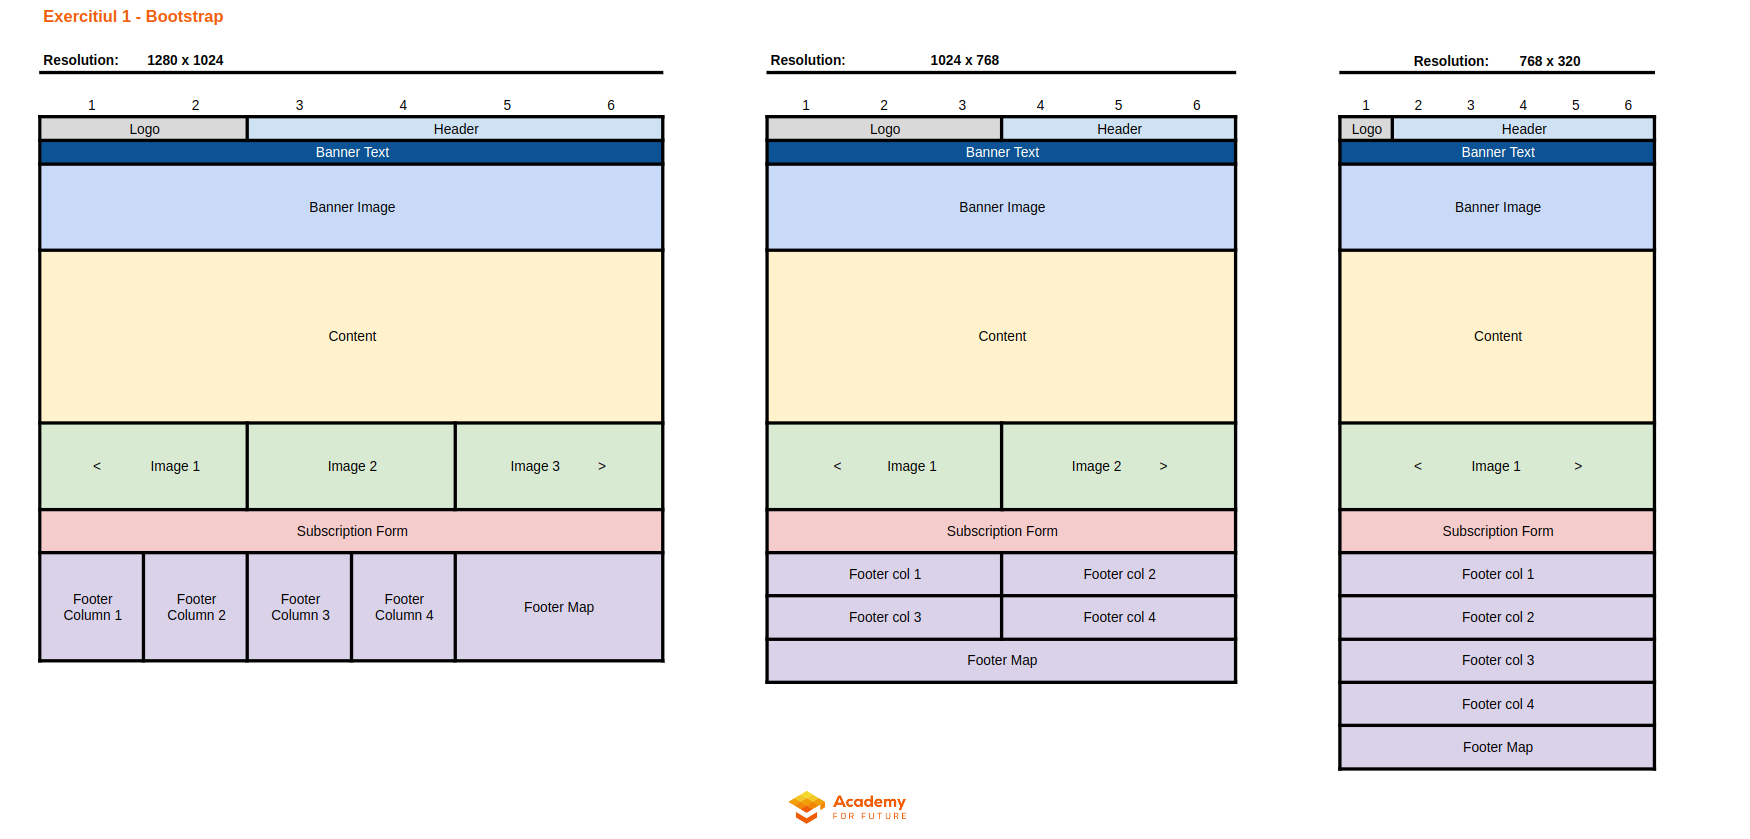 Exercitiul 1 - Bootstrap
Resolution: 1280 x 1024
1 2 3 4 5 6
Logo Header
Banner Text
Banner Image
Content
< Image 1 Image 2 Image 3 >
Subscription Form
Footer Column 1 Footer Column 2 Footer Column 3 Footer Column 4 Footer Map
Resolution: 1024 x 768
1 2 3 4 5 6
Logo Header
Banner Text
Banner Image
Content
< Image 1 Image 2 >
Subscription Form
Footer col 1 Footer col 2
Footer col 3 Footer col 4
Footer Map
Resolution: 768 x 320
1 2 3 4 5 6
Logo Header
Banner Text
Banner Image
Content
< Image 1 >
Subscription Form
Footer col 1
Footer col 2
Footer col 3
Footer col 4
Footer Map
Academy
FOR FUTURE